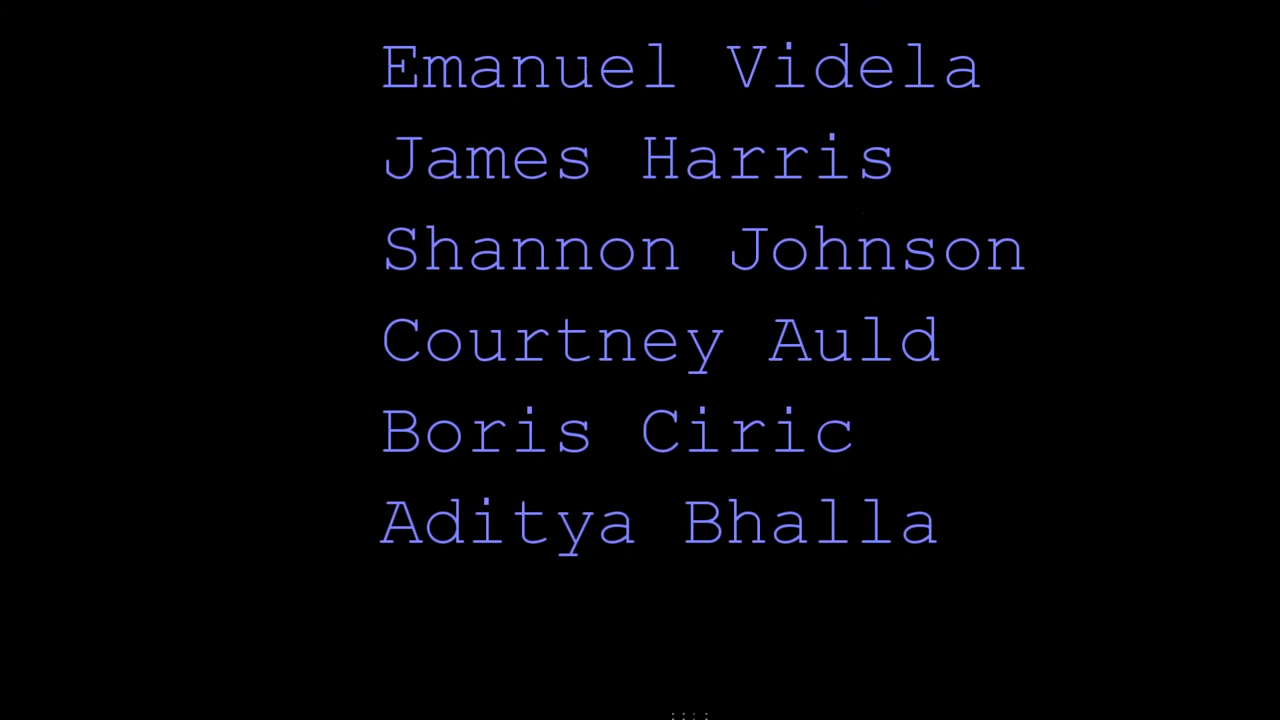 Emanuel Videla
James Harris
Shannon Johnson
Courtney Auld
Boris Ciric
Aditya Bhalla